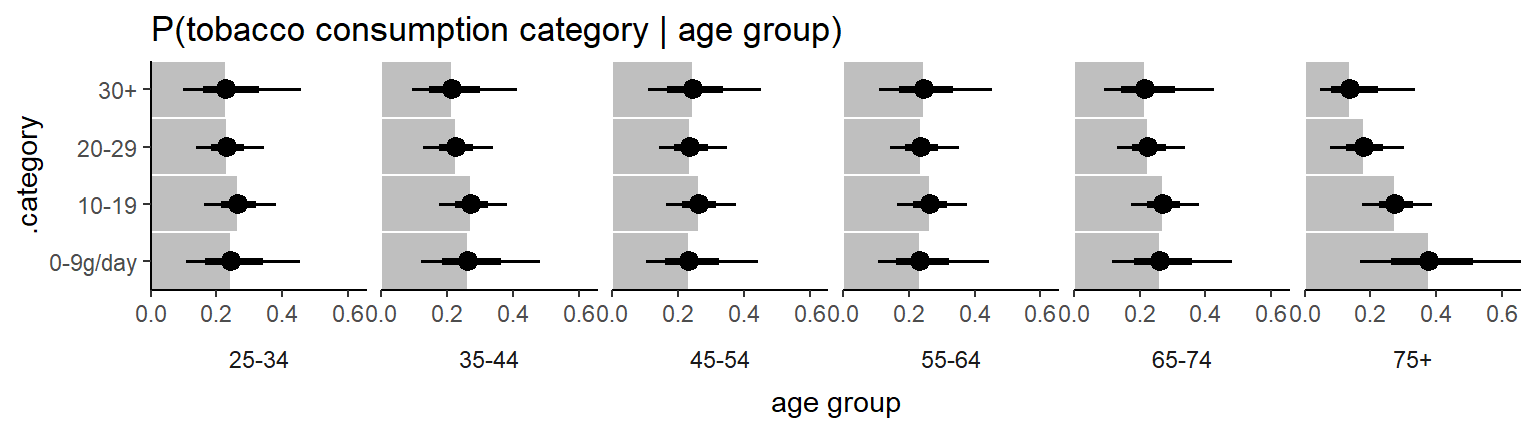 P(tobacco consumption category | age group)
.category
30+
20-29
10-19
0-9g/day
0.0 0.2 0.4 0.6 0.0 0.2 0.4 0.6 0.0 0.2 0.4 0.6 0.0 0.2 0.4 0.6 0.0 0.2 0.4 0.6 0.0 0.2 0.4 0.6
25-34 35-44 45-54 55-64 65-74 75+
age group